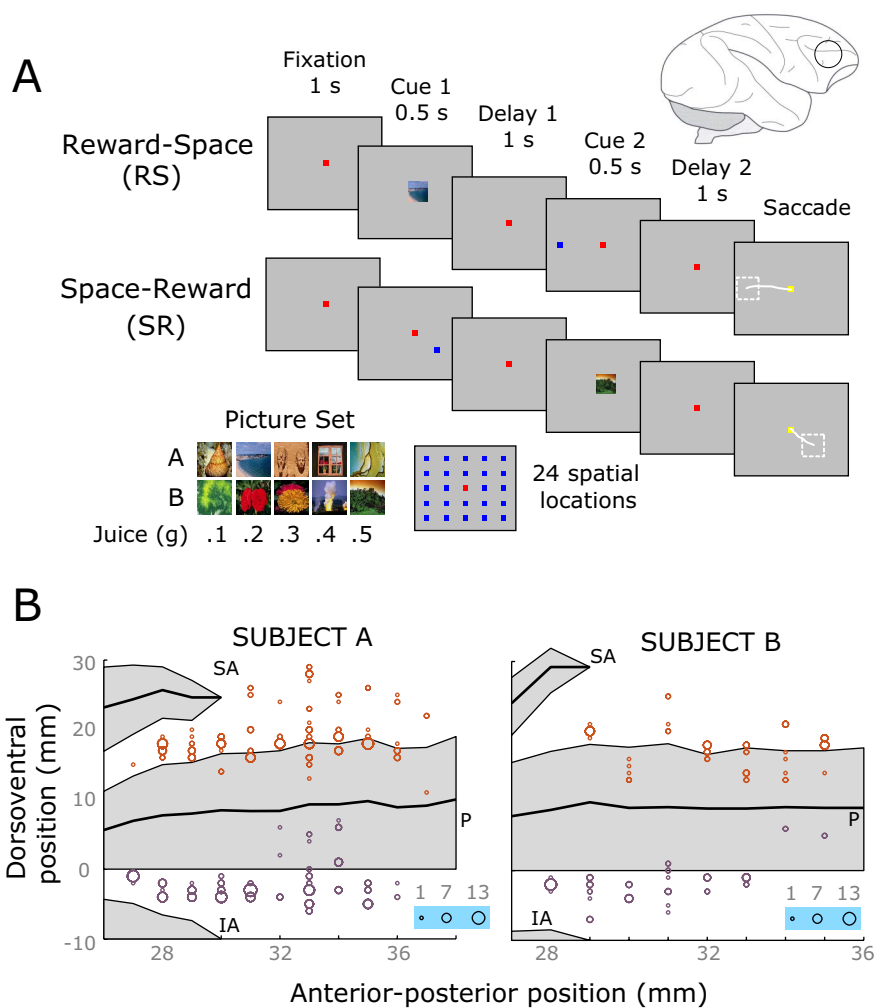 A
Fixation
1 s
Cue 1
0.5 s
Delay 1
1 s
Cue 2
0.5 s
Delay 2
1 s
Saccade
Reward-Space
(RS)
Space-Reward
(SR)
Picture Set
A
B
Juice (g) .1 .2 .3 .4 .5
24 spatial
locations
B
SUBJECT A
SUBJECT B
Dorsoventral
position (mm)
30
20
10
0
-10
SA
P
IA
1 7 13
28 32 36
SA
P
IA
1 7 13
28 32 36
Anterior-posterior position (mm)